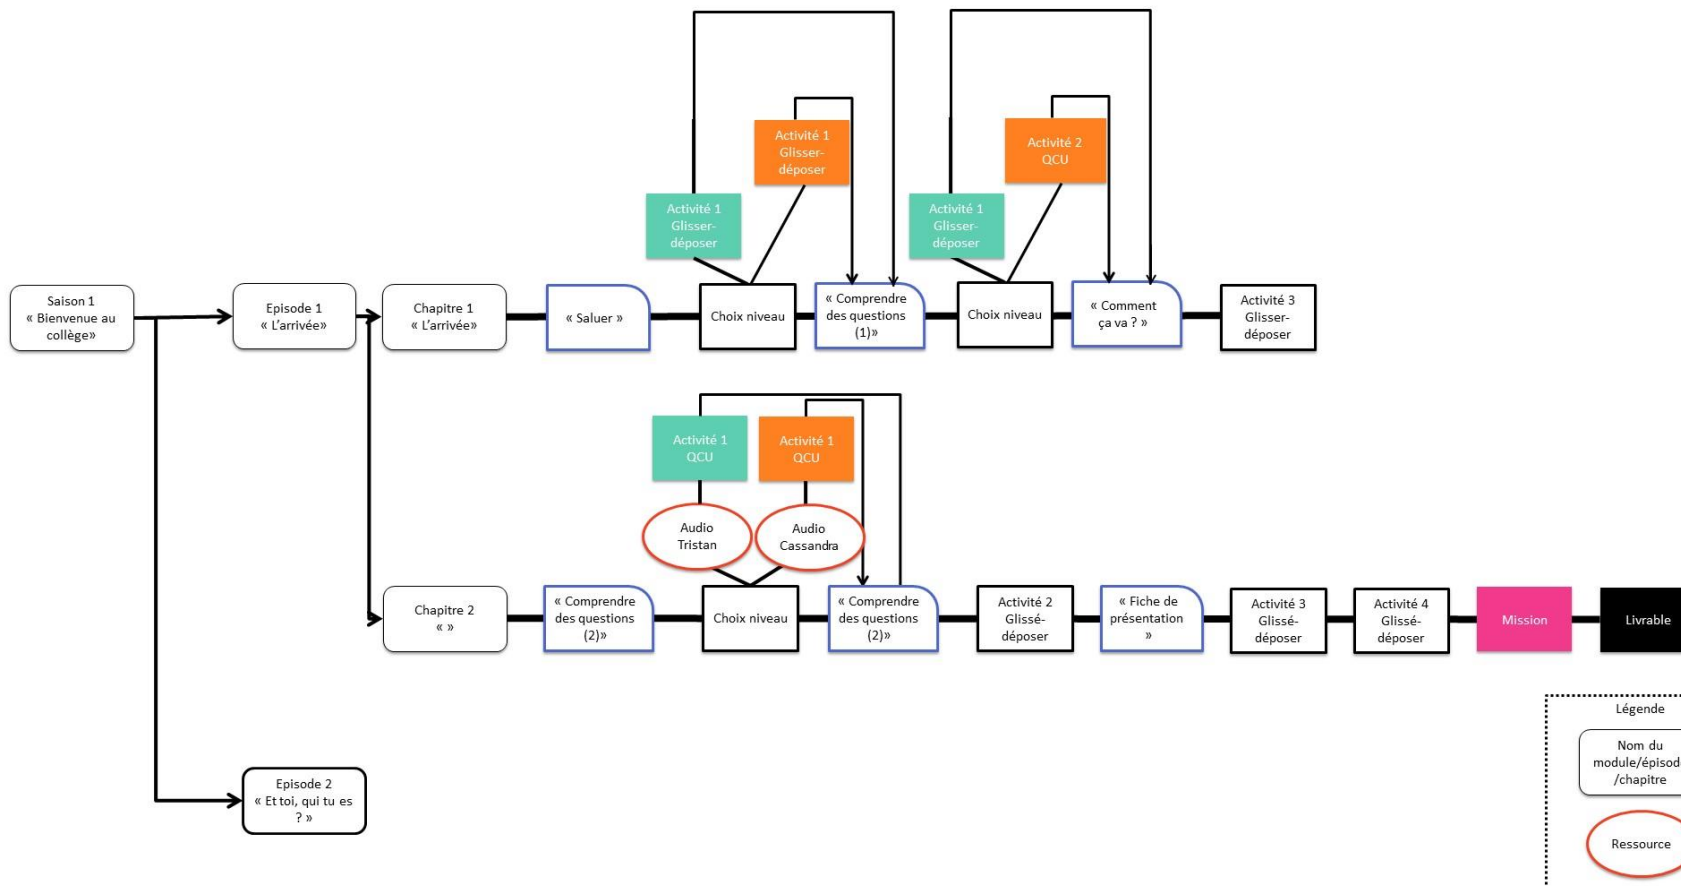 Activité 1
Glisser-
déposer
Activité 2
QCU
Activité 1
Glisser-
déposer
Activité 1
Glisser-
déposer
Saison 1
« Bienvenue au
collège»
Episode 1
« L’arrivée»
Chapitre 1
« L’arrivée»
« Saluer »
Choix niveau
« Comprendre
des questions
(1)»
Choix niveau
« Comment
ça va ? »
Activité 3
Glisser-
déposer
Activité 1
QCU
Activité 1
QCU
Audio
Tristan
Audio
Cassandra
Chapitre 2
« »
« Comprendre
des questions
(2)»
Choix niveau
« Comprendre
des questions
(2)»
Activité 2
Glissé-
déposer
« Fiche de
présentation
»
Activité 3
Glissé-
déposer
Activité 4
Glissé-
déposer
Mission
Livrable
Episode 2
« Et toi, qui tu es
? »
Légende
Nom du
module/épisode
/chapitre
Ressource